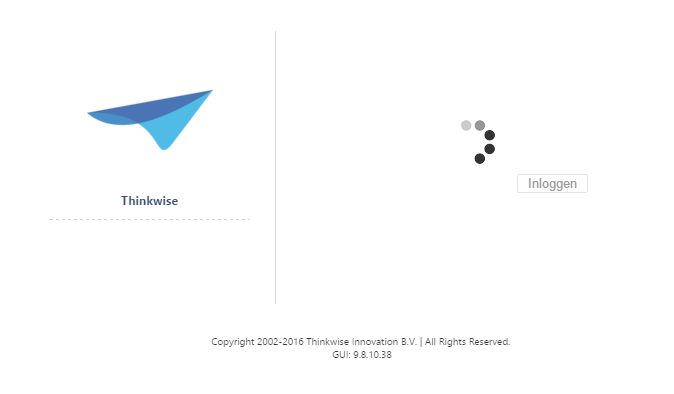 Thinkwise
Inloggen
Copyright 2002-2016 Thinkwise Innovation B.V. | All Rights Reserved.
GUI: 9.8.10.38